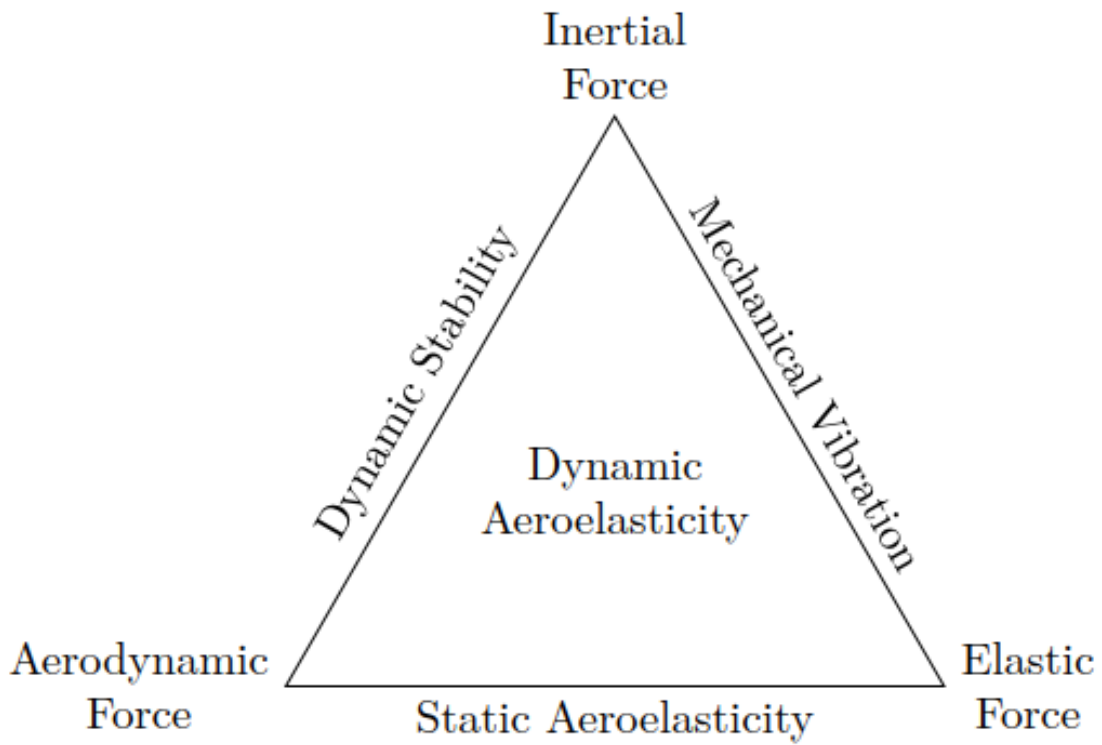 Inertial
Force
Dynamic Stability
Mechanical Vibration
Dynamic
Aeroelasticity
Aerodynamic
Force
Elastic
Force
Static Aeroelasticity